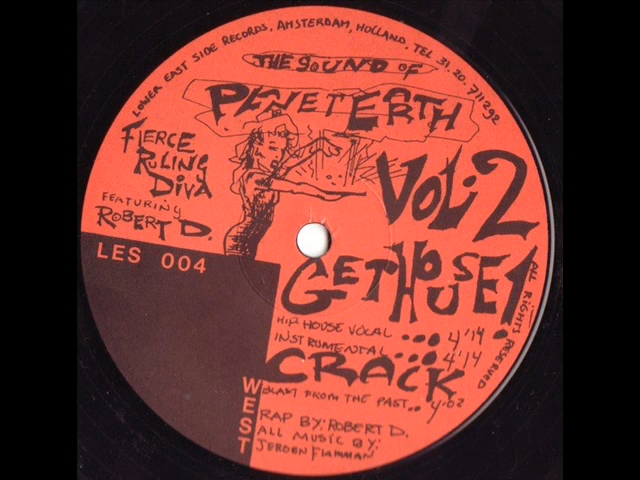 LOWER EAST SIDE RECORDS, AMSTERDAM, HOLLAND. TEL 31.20.711292
THE SOUND OF
PLNETERTH
FIERCE
RULING
DIVA
FEATURING
ROBERT D.
VOL: 2
LES 004
GET HOUSE!
HIP HOUSE VOCAL ... 4'14
INSTRUMENTAL ... 4'14
CRACK
BLAST FROM THE PAST.. 4'02
WEST
RAP BY: ROBERT D.
ALL MUSIC BY:
JEROEN FLAMMAN
ALL RIGHTS RESERVED